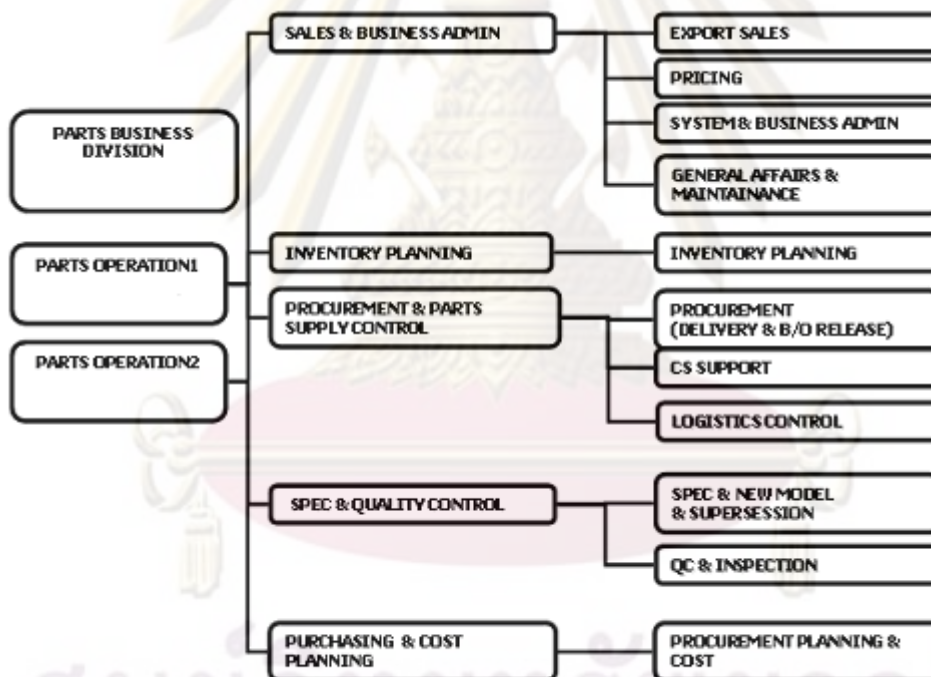 SALES & BUSINESS ADMIN
EXPORT SALES
PRICING
SYSTEM & BUSINESS ADMIN
GENERAL AFFAIRS &
MAINTAINANCE
PARTS BUSINESS
DIVISION
PARTS OPERATION1
PARTS OPERATION2
INVENTORY PLANNING
INVENTORY PLANNING
PROCUREMENT & PARTS
SUPPLY CONTROL
PROCUREMENT
(DELIVERY & B/O RELEASE)
CS SUPPORT
LOGISTICS CONTROL
SPEC & QUALITY CONTROL
SPEC & NEW MODEL
& SUPERSESSION
QC & INSPECTION
PURCHASING & COST
PLANNING
PROCUREMENT PLANNING &
COST